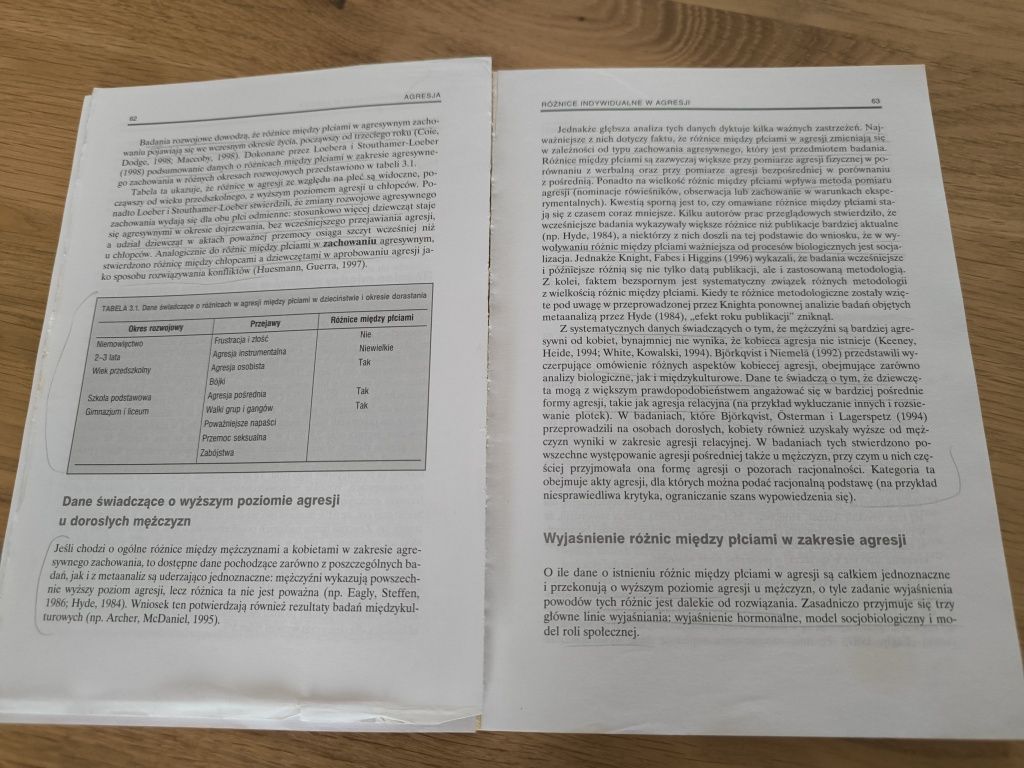 62
AGRESJA
Badania rozwojowe dowodzą, że różnice między płciami w agresywnym zacho-
waniu pojawiają się we wczesnym okresie życia, począwszy od trzeciego roku (Coie,
Dodge, 1998; Maccoby, 1998). Dokonane przez Loebera i Stouthamer-Loeber
(1998) podsumowanie danych o różnicach między płciami w zakresie agresywne-
go zachowania w różnych okresach rozwojowych przedstawiono w tabeli 3.1.
Tabela ta ukazuje, że różnice w agresji ze względu na płeć są widoczne, po-
cząwszy od wieku przedszkolnego, z wyższym poziomem agresji u chłopców. Po-
nadto Loeber i Stouthamer-Loeber stwierdzili, że zmiany rozwojowe agresywnego
zachowania wydają się dla obu płci odmienne: stosunkowo więcej dziewcząt staje
się agresywnymi w okresie dojrzewania, bez wcześniejszego przejawiania agresji,
a udział dziewcząt w aktach poważnej przemocy osiąga szczyt wcześniej niż
u chłopców. Analogicznie do różnic między płciami w zachowaniu agresywnym,
stwierdzono różnicę między chłopcami a dziewczętami w aprobowaniu agresji ja-
ko sposobu rozwiązywania konfliktów (Huesmann, Guerra, 1997).
TABELA 3.1. Dane świadczące o różnicach w agresji między płciami w dzieciństwie i okresie dorastania
Okres rozwojowy Przejawy Różnice między płciami
Niemowlęctwo Frustracja i złość Nie
2–3 lata Agresja instrumentalna Niewielkie
Wiek przedszkolny Agresja osobista Tak
Bójki
Szkoła podstawowa Agresja pośrednia Tak
Gimnazjum i liceum Walki grup i gangów Tak
Poważniejsze napaści
Przemoc seksualna
Zabójstwa
Dane świadczące o wyższym poziomie agresji
u dorosłych mężczyzn
Jeśli chodzi o ogólne różnice między mężczyznami a kobietami w zakresie agre-
sywnego zachowania, to dostępne dane pochodzące zarówno z poszczególnych ba-
dań, jak i z metaanaliz są uderzająco jednoznaczne: mężczyźni wykazują powszech-
nie wyższy poziom agresji, lecz różnica ta nie jest poważna (np. Eagly, Steffen,
1986; Hyde, 1984). Wniosek ten potwierdzają również rezultaty badań międzykul-
turowych (np. Archer, McDaniel, 1995).
RÓŻNICE INDYWIDUALNE W AGRESJI
63
Jednakże głębsza analiza tych danych dyktuje kilka ważnych zastrzeżeń. Naj-
ważniejsze z nich dotyczy faktu, że różnice między płciami w agresji zmieniają się
w zależności od typu zachowania agresywnego, który jest przedmiotem badania.
Różnice między płciami są zazwyczaj większe przy pomiarze agresji fizycznej w po-
równaniu z werbalną oraz przy pomiarze agresji bezpośredniej w porównaniu
z pośrednią. Ponadto na wielkość różnic między płciami wpływa metoda pomiaru
agresji (nominacje rówieśników, obserwacja lub zachowanie w warunkach ekspe-
rymentalnych). Kwestią sporną jest to, czy omawiane różnice między płciami sta-
ją się z czasem coraz mniejsze. Kilku autorów prac przeglądowych stwierdziło, że
wcześniejsze badania wykazywały większe różnice niż publikacje bardziej aktualne
(np. Hyde, 1984), a niektórzy z nich doszli na tej podstawie do wniosku, że w wy-
woływaniu różnic między płciami ważniejsza od procesów biologicznych jest socja-
lizacja. Jednakże Knight, Fabes i Higgins (1996) wykazali, że badania wcześniejsze
i późniejsze różnią się nie tylko datą publikacji, ale i zastosowaną metodologią.
Z kolei, faktem bezspornym jest systematyczny związek różnych metodologii
z wielkością różnic między płciami. Kiedy te różnice metodologiczne zostały wzię-
te pod uwagę w przeprowadzonej przez Knighta ponownej analizie badań objętych
metaanalizą przez Hyde (1984), „efekt roku publikacji” zniknął.
Z systematycznych danych świadczących o tym, że mężczyźni są bardziej agre-
sywni od kobiet, bynajmniej nie wynika, że kobieca agresja nie istnieje (Keeney,
Heide, 1994; White, Kowalski, 1994). Björkqvist i Niemelä (1992) przedstawili wy-
czerpujące omówienie różnych aspektów kobiecej agresji, obejmujące zarówno
analizy biologiczne, jak i międzykulturowe. Dane te świadczą o tym, że dziewczę-
ta mogą z większym prawdopodobieństwem angażować się w bardziej pośrednie
formy agresji, takie jak agresja relacyjna (na przykład wykluczanie innych i rozsie-
wanie plotek). W badaniach, które Björkqvist, Österman i Lagerspetz (1994)
przeprowadzili na osobach dorosłych, kobiety również uzyskały wyższe od męż-
czyzn wyniki w zakresie agresji relacyjnej. W badaniach tych stwierdzono po-
wszechne występowanie agresji pośredniej także u mężczyzn, przy czym u nich czę-
ściej przyjmowała ona formę agresji o pozorach racjonalności. Kategoria ta
obejmuje akty agresji, dla których można podać racjonalną podstawę (na przykład
niesprawiedliwa krytyka, ograniczanie szans wypowiedzenia się).
Wyjaśnienie różnic między płciami w zakresie agresji
O ile dane o istnieniu różnic między płciami w agresji są całkiem jednoznaczne
i przekonują o wyższym poziomie agresji u mężczyzn, o tyle zadanie wyjaśnienia
powodów tych różnic jest dalekie od rozwiązania. Zasadniczo przyjmuje się trzy
główne linie wyjaśniania: wyjaśnienie hormonalne, model socjobiologiczny i mo-
del roli społecznej.